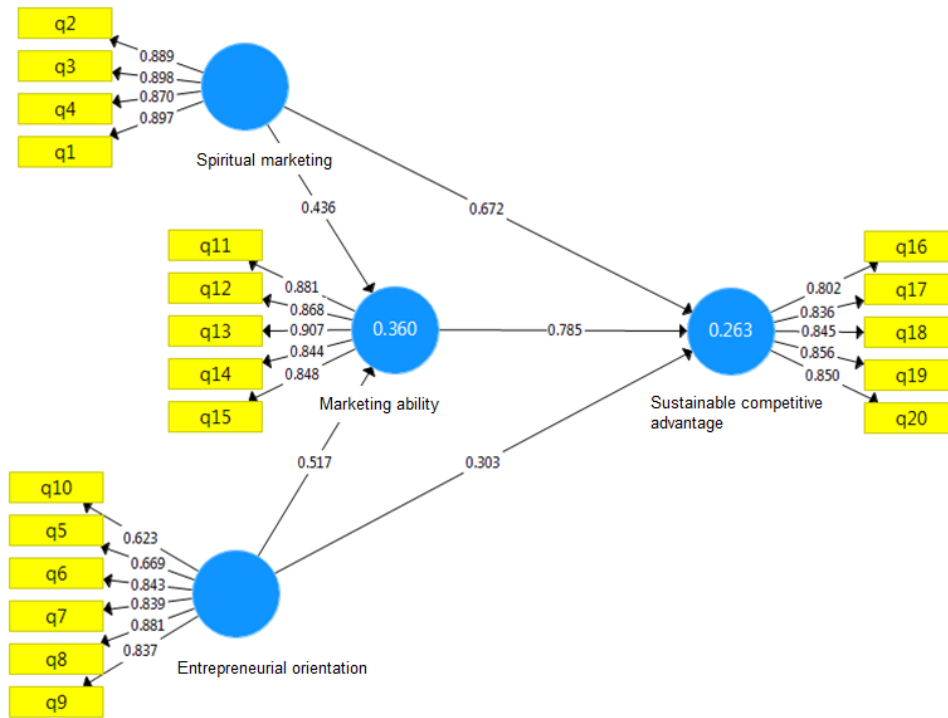 q2
0.889
q3
0.898
q4
0.870
q1
0.897
Spiritual marketing
0.436
0.672
q11
0.881
q12
0.868
q13
0.907
q14
0.844
q15
0.848
0.360
Marketing ability
0.785
q16
0.802
q17
0.836
q18
0.845
q19
0.856
q20
0.850
0.263
Sustainable competitive
advantage
0.517
0.303
q10
0.623
q5
0.669
q6
0.843
q7
0.839
q8
0.881
q9
0.837
Entrepreneurial orientation